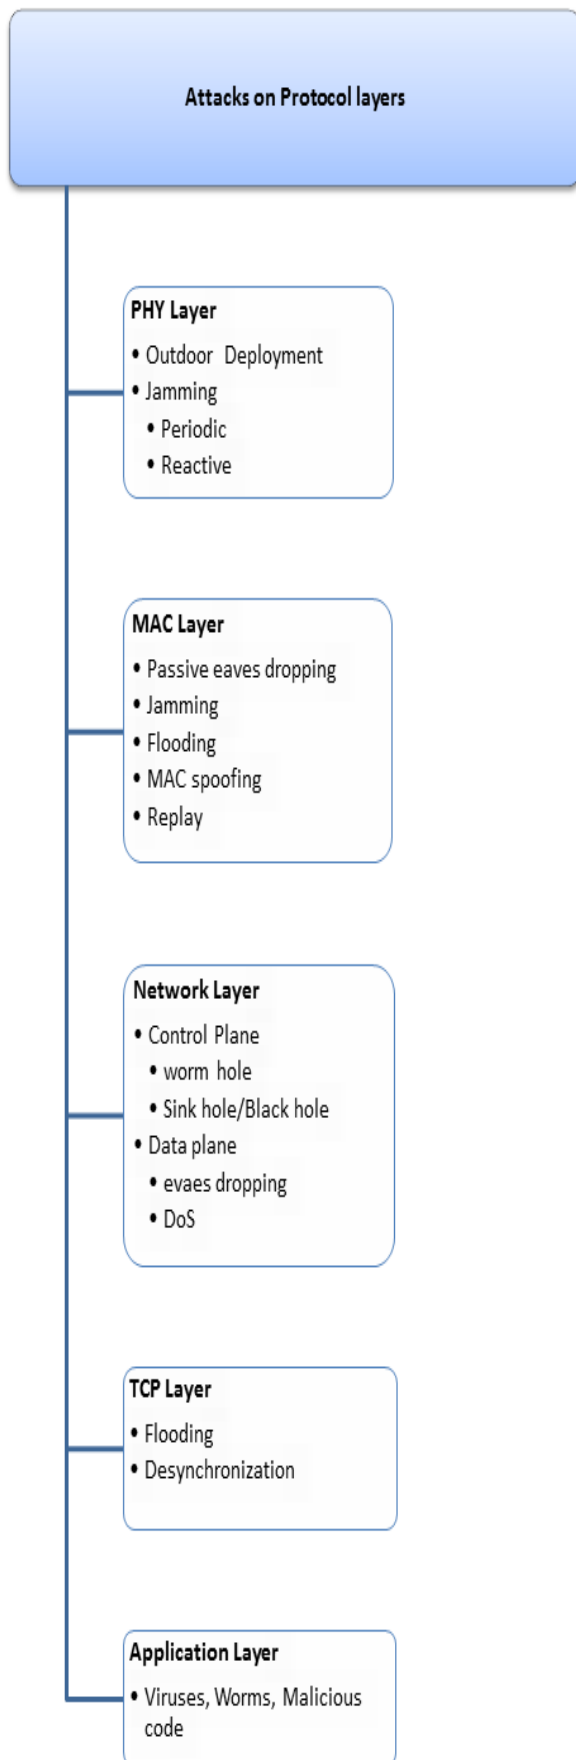 Attacks on Protocol layers
PHY Layer
• Outdoor Deployment
• Jamming
• Periodic
• Reactive
MAC Layer
• Passive eaves dropping
• Jamming
• Flooding
• MAC spoofing
• Replay
Network Layer
• Control Plane
• worm hole
• Sink hole/Black hole
• Data plane
• evaes dropping
• DoS
TCP Layer
• Flooding
• Desynchronization
Application Layer
• Viruses, Worms, Malicious
code